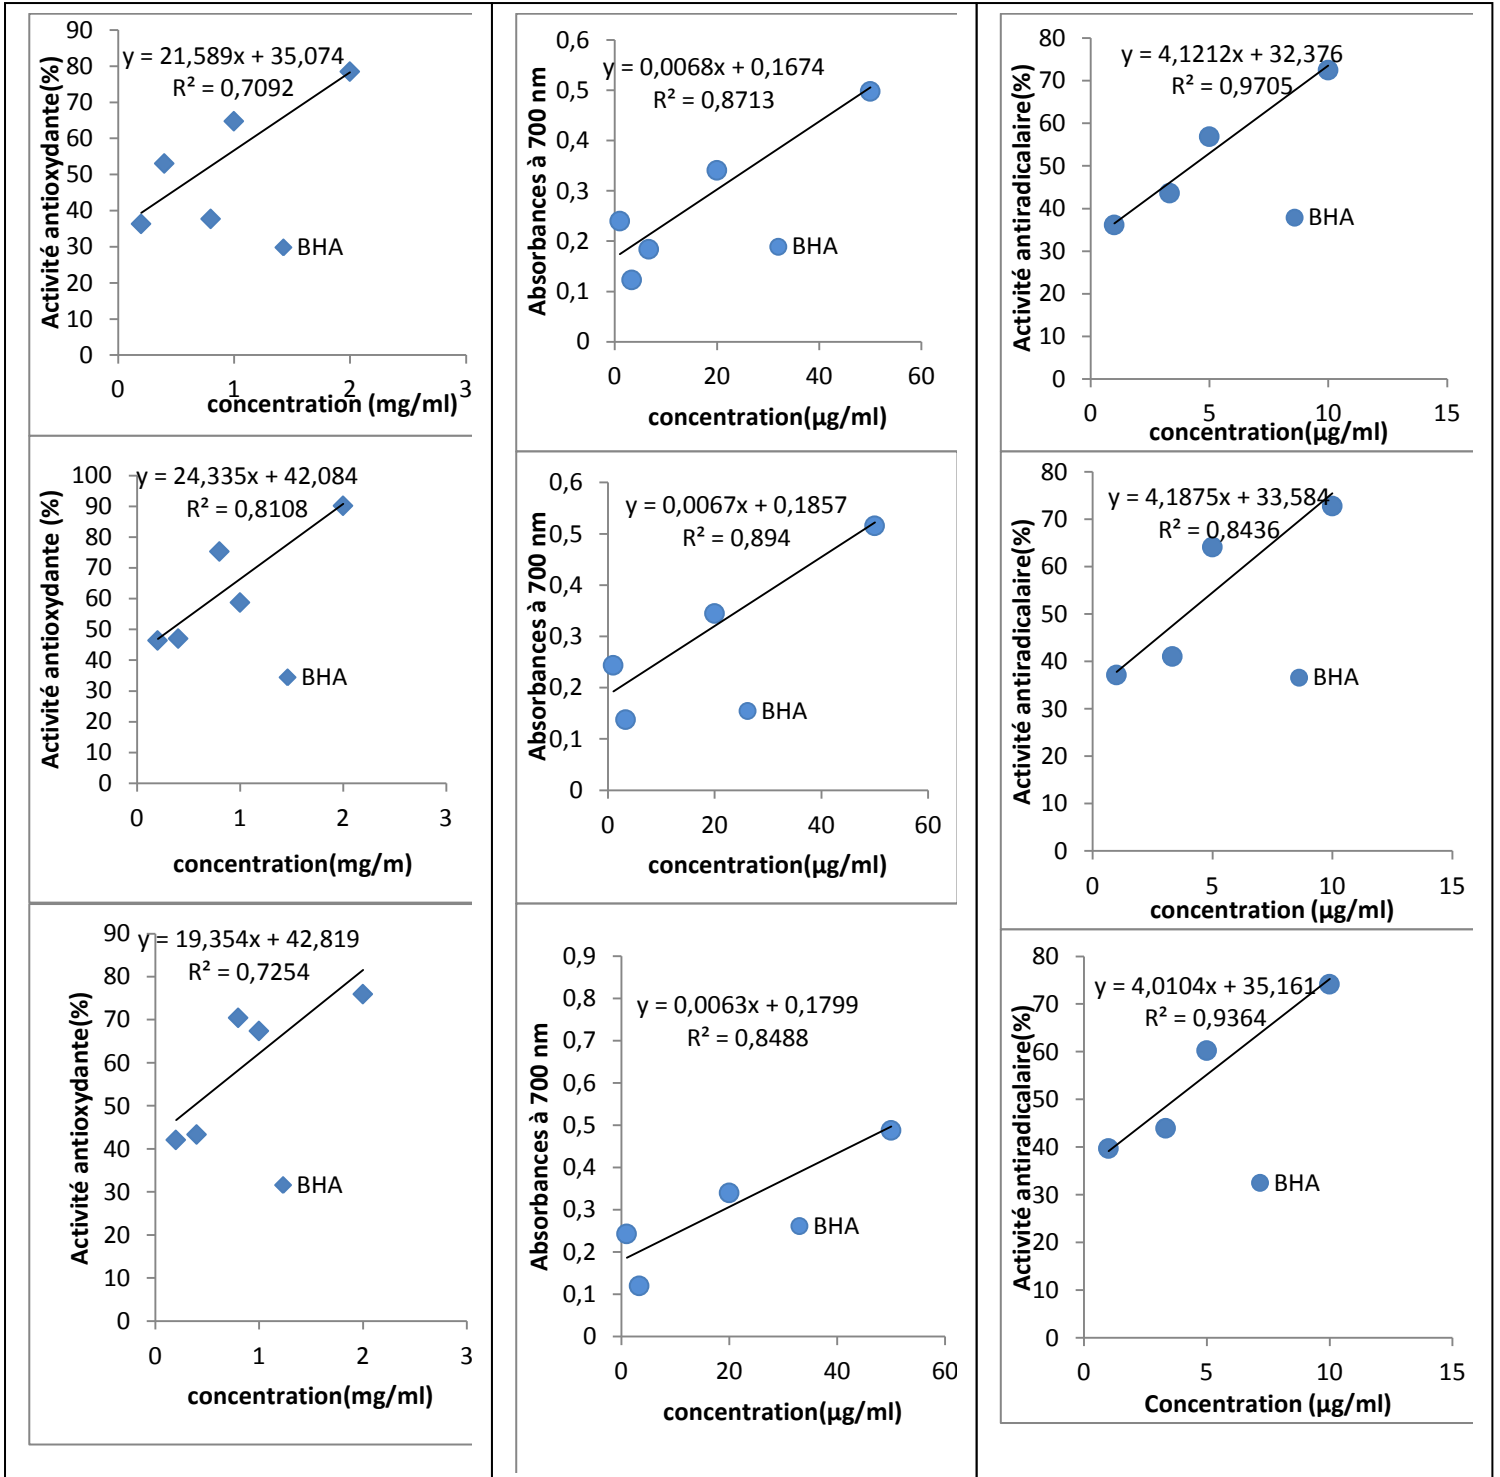 90
80
70
60
50
40
30
20
10
0
y = 21,589x + 35,074
R² = 0,7092
BHA
0 1 2 3
Activité antioxydante(%)
concentration (mg/ml)
100
90
80
70
60
50
40
30
20
10
0
y = 24,335x + 42,084
R² = 0,8108
BHA
0 1 2 3
Activité antioxydante (%)
concentration(mg/m)
90
80
70
60
50
40
30
20
10
0
y = 19,354x + 42,819
R² = 0,7254
BHA
0 1 2 3
Activité antioxydante(%)
concentration(mg/ml)
0,6
0,5
0,4
0,3
0,2
0,1
0
y = 0,0068x + 0,1674
R² = 0,8713
BHA
0 20 40 60
Absorbances à 700 nm
concentration(µg/ml)
0,6
0,5
0,4
0,3
0,2
0,1
0
y = 0,0067x + 0,1857
R² = 0,894
BHA
0 20 40 60
Absorbances à 700 nm
concentration(µg/ml)
0,9
0,8
0,7
0,6
0,5
0,4
0,3
0,2
0,1
0
y = 0,0063x + 0,1799
R² = 0,8488
BHA
0 20 40 60
Absorbances à 700 nm
concentration(µg/ml)
80
70
60
50
40
30
20
10
0
y = 4,1212x + 32,376
R² = 0,9705
BHA
0 5 10 15
Activité antiradicalaire(%)
concentration(µg/ml)
80
70
60
50
40
30
20
10
0
y = 4,1875x + 33,584
R² = 0,8436
BHA
0 5 10 15
Activité antiradicalaire(%)
concentration (µg/ml)
80
70
60
50
40
30
20
10
0
y = 4,0104x + 35,161
R² = 0,9364
BHA
0 5 10 15
Activité antiradicalaire(%)
Concentration (µg/ml)